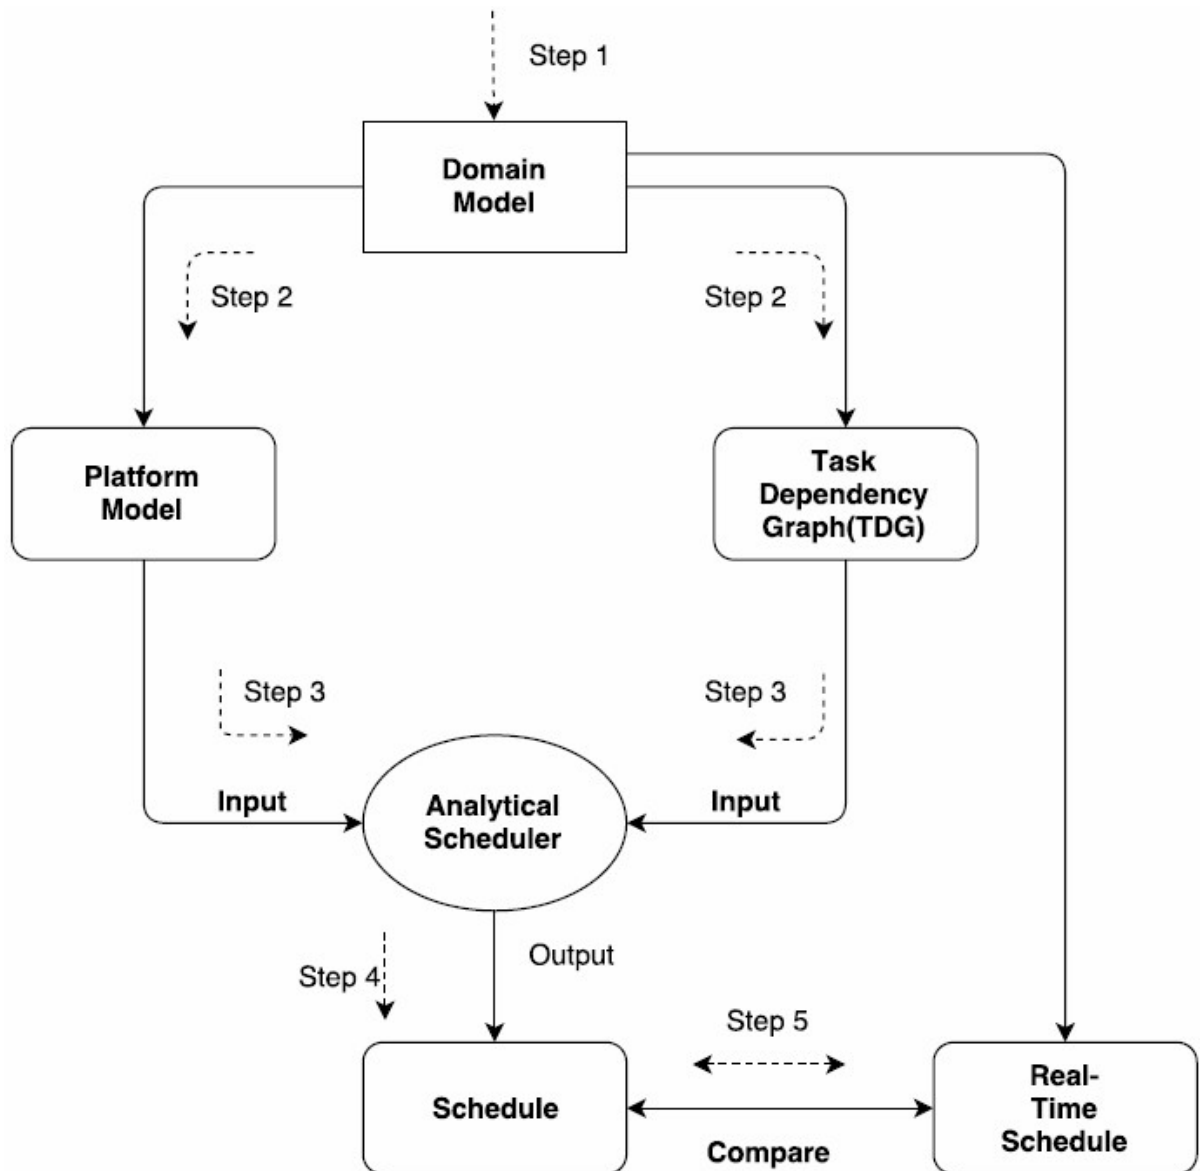 Step 1
Domain
Model
Step 2
Step 2
Platform
Model
Task
Dependency
Graph(TDG)
Step 3
Step 3
Input
Analytical
Scheduler
Input
Step 4
Output
Step 5
Schedule
Compare
Real-
Time
Schedule